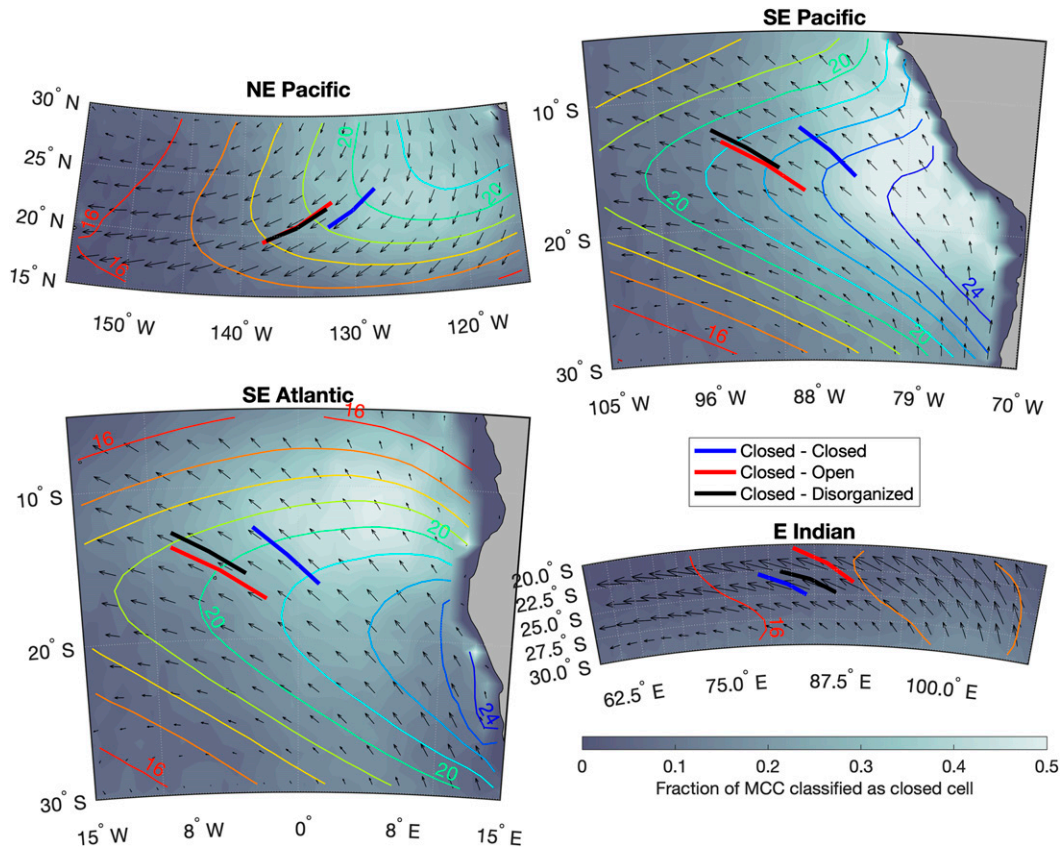 NE Pacific
30° N
25° N
20° N
15° N
150° W
140° W
130° W
120° W
16
16
20
SE Pacific
10° S
20° S
30° S
105° W
96° W
88° W
79° W
70° W
20
20
24
20
16
SE Atlantic
10° S
20° S
30° S
15° W
8° W
0°
8° E
15° E
16
16
20
20
24
20
16
Closed - Closed
Closed - Open
Closed - Disorganized
E Indian
20.0° S
22.5° S
25.0° S
27.5° S
30.0° S
62.5° E
75.0° E
87.5° E
100.0° E
16
0
0.1
0.2
0.3
0.4
0.5
Fraction of MCC classified as closed cell